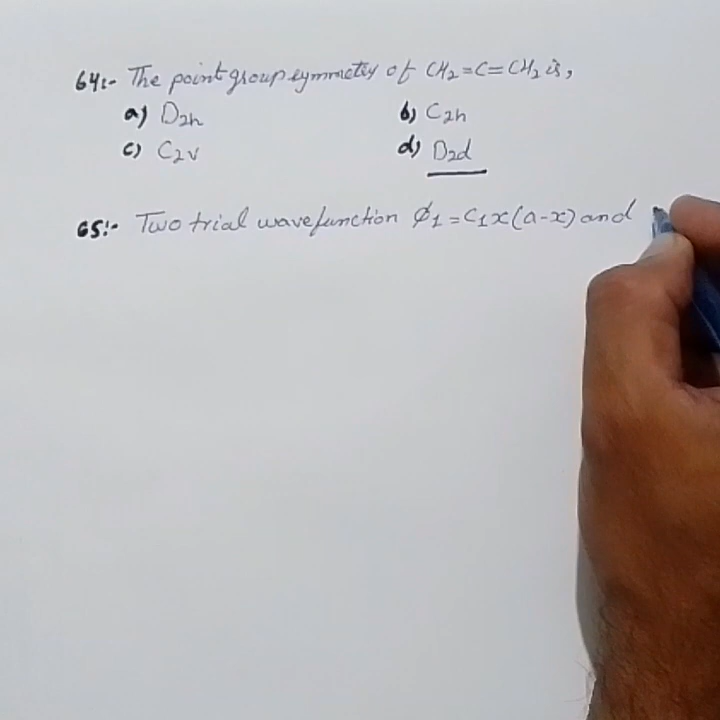 64:- The point group symmetry of CH₂=C=CH₂ is,
a) D₂h b) C₂h
c) C₂v d) D₂d
65:- Two trial wavefunction ϕ₁ = C₁x(a-x) and